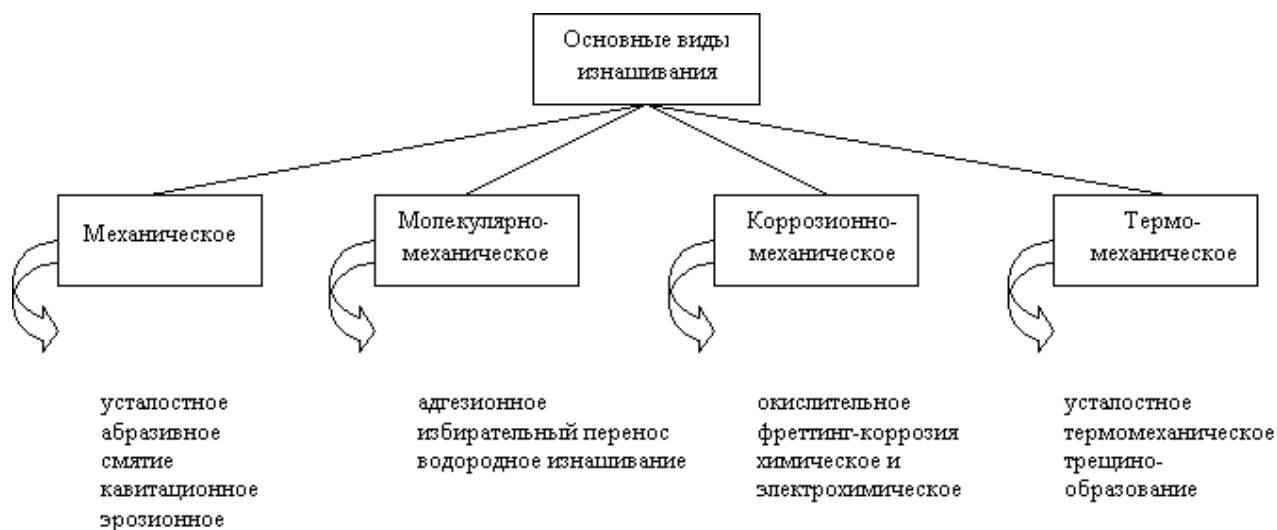 Основные виды
изнашивания
Механическое
Молекулярно-
механическое
Коррозионно-
механическое
Термо-
механическое
усталостное
абразивное
смятие
кавитационное
эрозионное
адгезионное
избирательный перенос
водородное изнашивание
окислительное
фреттинг-коррозия
химическое и
электрохимическое
усталостное
термомеханическое
трещино-
образование